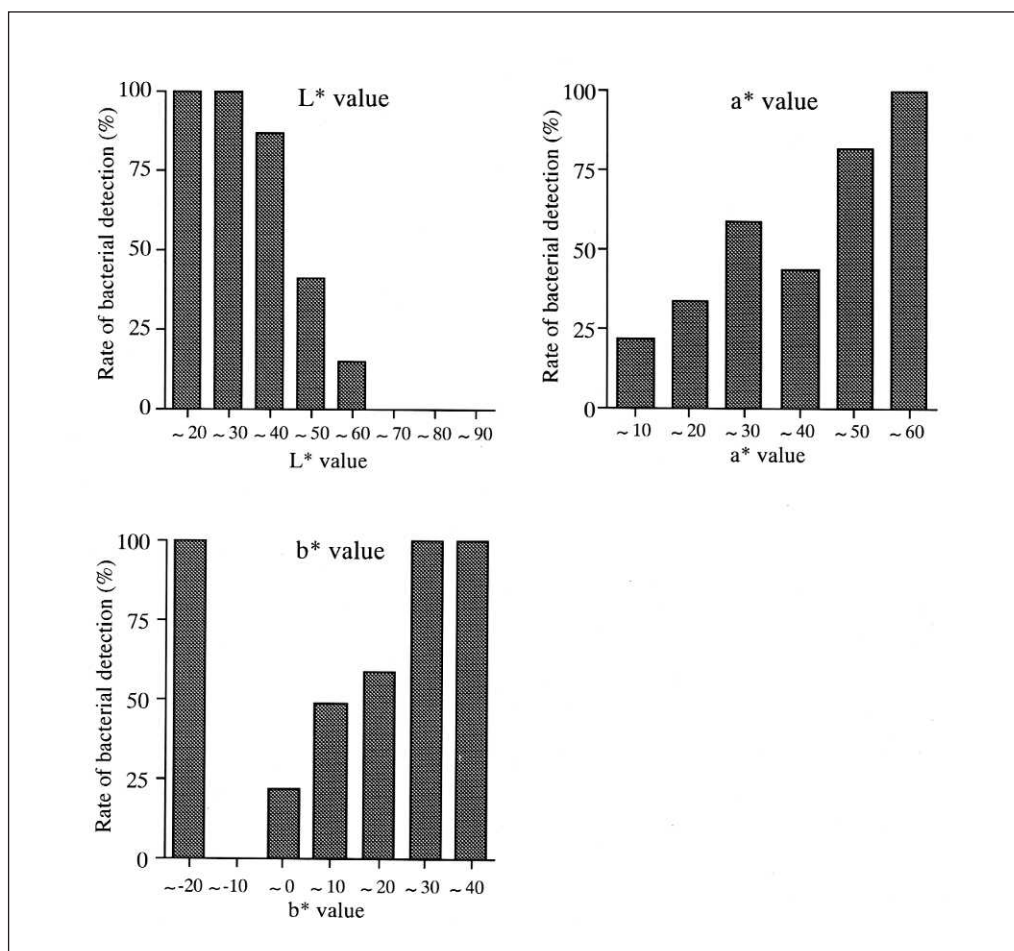 L* value
Rate of bacterial detection (%)
100
75
50
25
0
~20 ~30 ~40 ~50 ~60 ~70 ~80 ~90
L* value
a* value
Rate of bacterial detection (%)
100
75
50
25
0
~10 ~20 ~30 ~40 ~50 ~60
a* value
b* value
Rate of bacterial detection (%)
100
75
50
25
0
~-20 ~-10 ~0 ~10 ~20 ~30 ~40
b* value